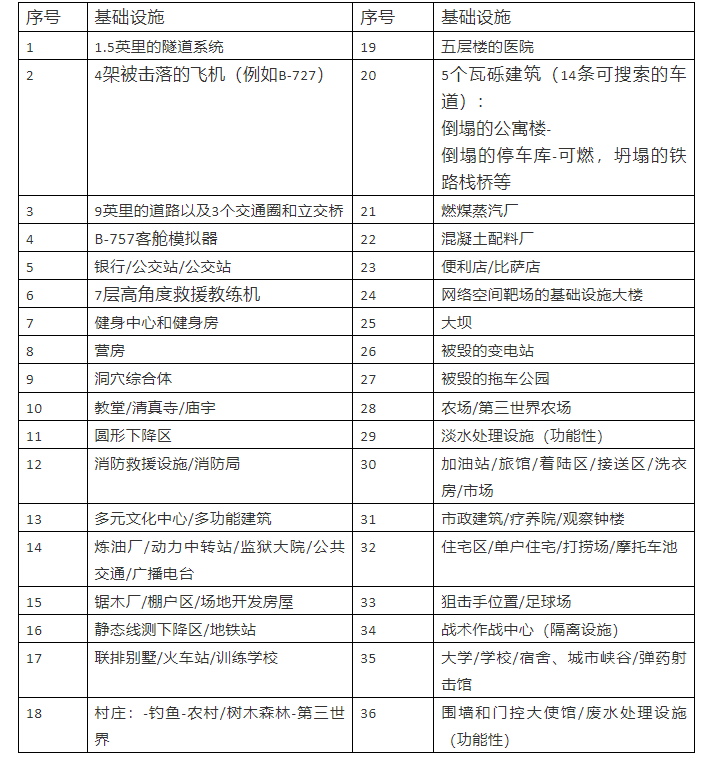 序号 基础设施 序号 基础设施
1 1.5英里的隧道系统 19 五层楼的医院
2 4架被击落的飞机（例如B-727） 20 5个瓦砾建筑（14条可搜索的车
道）：
倒塌的公寓楼-
倒塌的停车库-可燃，坍塌的铁
路栈桥等
3 9英里的道路以及3个交通圈和立交桥 21 燃煤蒸汽厂
4 B-757客舱模拟器 22 混凝土配料厂
5 银行/公交站/公交站 23 便利店/比萨店
6 7层高角度救援教练机 24 网络空间靶场的基础设施大楼
7 健身中心和健身房 25 大坝
8 营房 26 被毁的变电站
9 洞穴综合体 27 被毁的拖车公园
10 教堂/清真寺/庙宇 28 农场/第三世界农场
11 圆形下降区 29 淡水处理设施（功能性）
12 消防救援设施/消防局 30 加油站/旅馆/着陆区/接送区/洗衣
房/市场
13 多元文化中心/多功能建筑 31 市政建筑/疗养院/观察钟楼
14 炼油厂/动力中转站/监狱大院/公共 32 住宅区/单户住宅/打捞场/摩托车池
交通/广播电台
15 锯木厂/棚户区/场地开发房屋 33 狙击手位置/足球场
16 静态线测下降区/地铁站 34 战术作战中心（隔离设施）
17 联排别墅/火车站/训练学校 35 大学/学校/宿舍、城市峡谷/弹药射
击馆
18 村庄：-钓鱼-农村/树木森林-第三世 36 围墙和门控大使馆/废水处理设施
界 （功能性）